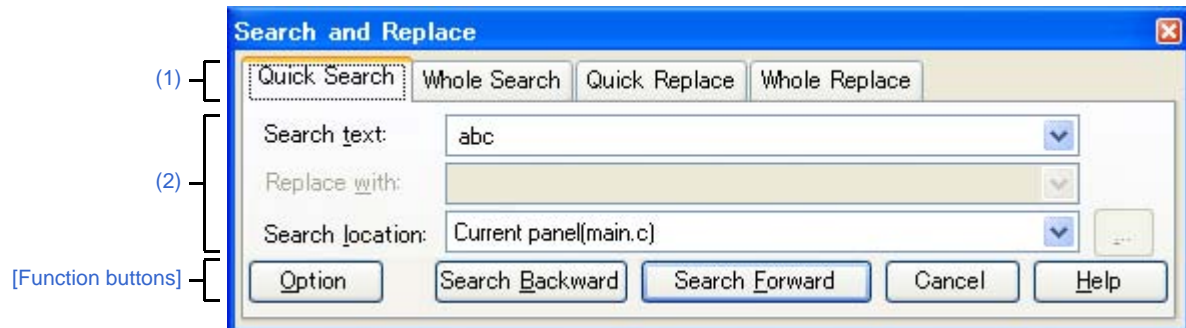 Search and Replace
(1) Quick Search Whole Search Quick Replace Whole Replace
Search text: abc
(2) Replace with:
Search location: Current panel(main.c) ...
[Function buttons] Option Search Backward Search Forward Cancel Help